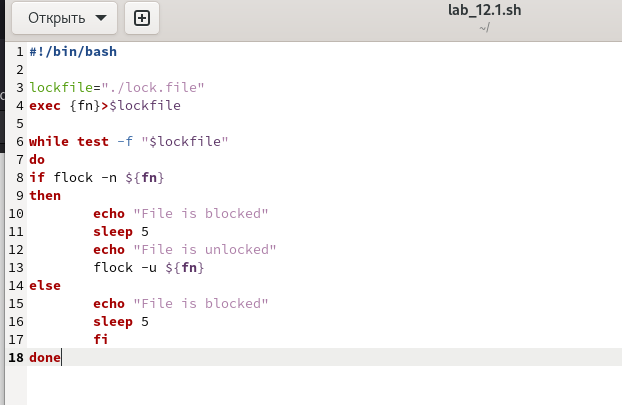 Открыть
lab_12.1.sh
~/
1 #!/bin/bash
2
3 lockfile="./lock.file"
4 exec {fn}>$lockfile
5
6 while test -f "$lockfile"
7 do
8 if flock -n ${fn}
9 then
10         echo "File is blocked"
11         sleep 5
12         echo "File is unlocked"
13         flock -u ${fn}
14 else
15         echo "File is blocked"
16         sleep 5
17         fi
18 done